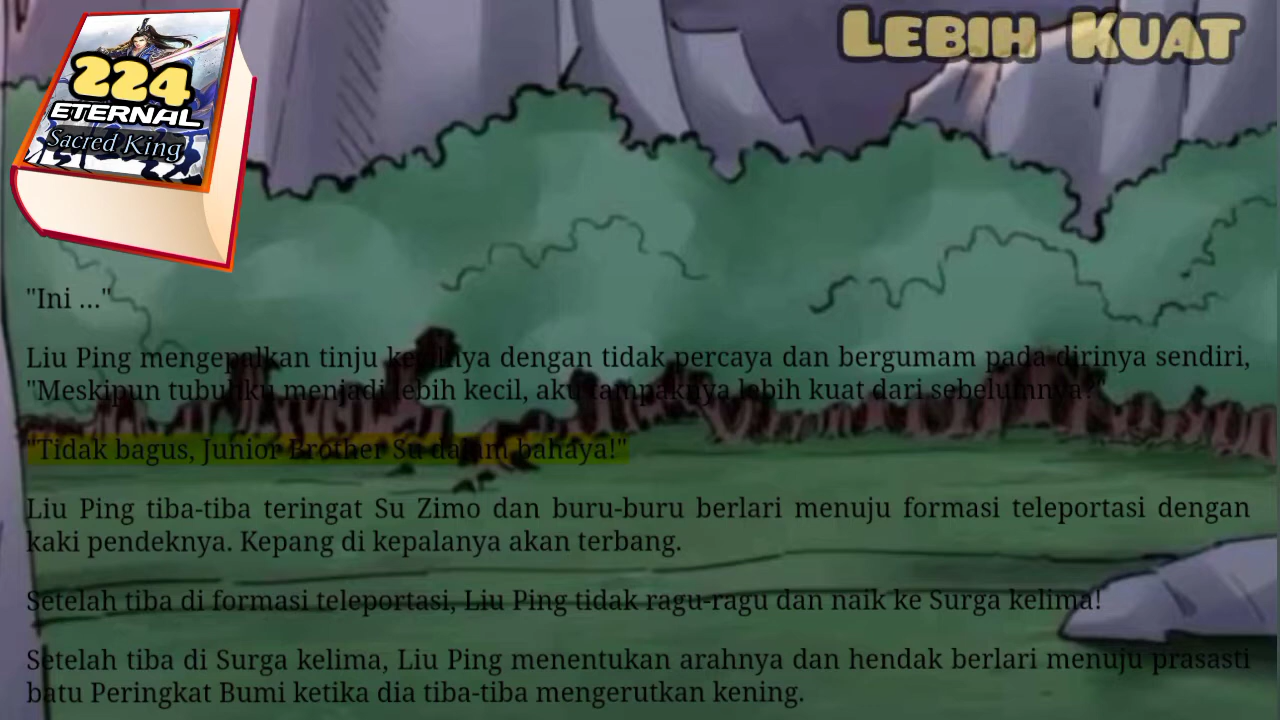 LEBIH KUAT
224
ETERNAL
Sacred King
"Ini ..."
Liu Ping mengepalkan tinju kecilnya dengan tidak percaya dan bergumam pada dirinya sendiri,
"Meskipun tubuhku menjadi lebih kecil, aku tampaknya lebih kuat dari sebelumnya?"
"Tidak bagus, Junior Brother Su dalam bahaya!"
Liu Ping tiba-tiba teringat Su Zimo dan buru-buru berlari menuju formasi teleportasi dengan
kaki pendeknya. Kepang di kepalanya akan terbang.
Setelah tiba di formasi teleportasi, Liu Ping tidak ragu-ragu dan naik ke Surga kelima!
Setelah tiba di Surga kelima, Liu Ping menentukan arahnya dan hendak berlari menuju prasasti
batu Peringkat Bumi ketika dia tiba-tiba mengerutkan kening.